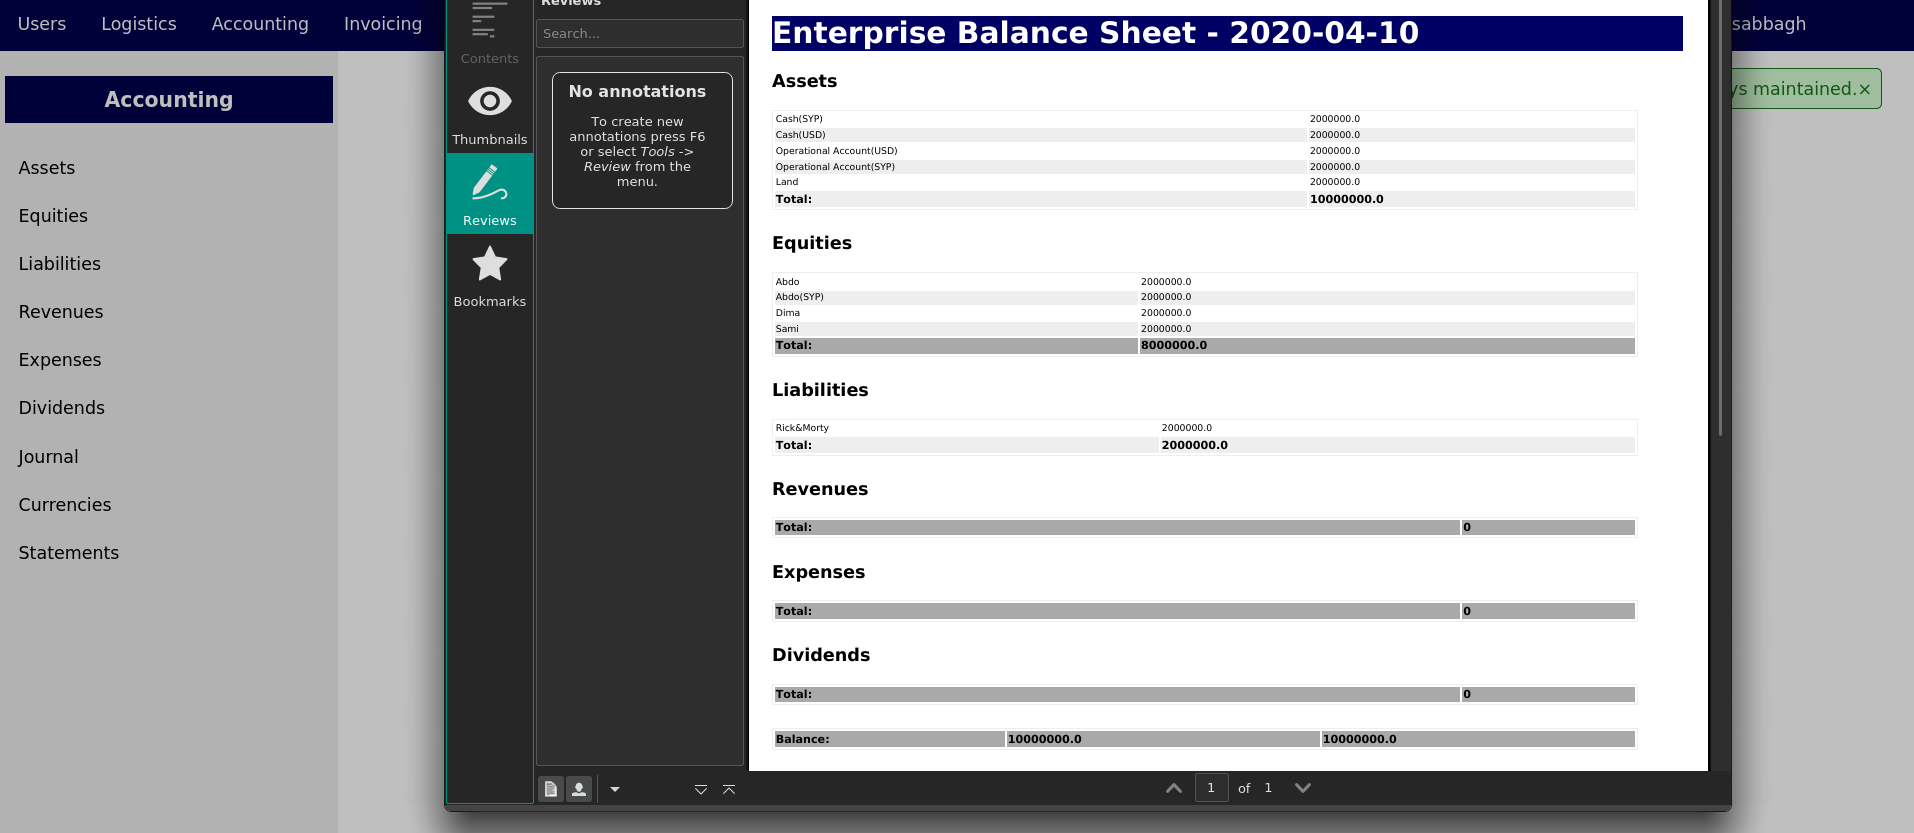 Users Logistics Accounting Invoicing
sabbagh
ys maintained.×
Accounting
Assets
Equities
Liabilities
Revenues
Expenses
Dividends
Journal
Currencies
Statements
Contents
Thumbnails
Reviews
Bookmarks
Reviews
Search...
No annotations
To create new
annotations press F6
or select Tools ->
Review from the
menu.
Enterprise Balance Sheet - 2020-04-10
Assets
Cash(SYP) 2000000.0
Cash(USD) 2000000.0
Operational Account(USD) 2000000.0
Operational Account(SYP) 2000000.0
Land 2000000.0
Total: 10000000.0
Equities
Abdo 2000000.0
Abdo(SYP) 2000000.0
Dima 2000000.0
Sami 2000000.0
Total: 8000000.0
Liabilities
Rick&Morty 2000000.0
Total: 2000000.0
Revenues
Total: 0
Expenses
Total: 0
Dividends
Total: 0
Balance: 10000000.0 10000000.0
1 of 1